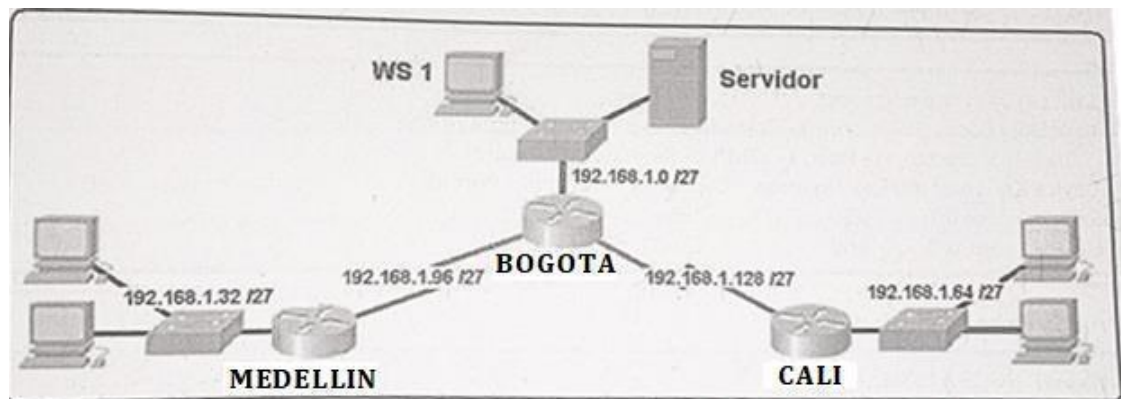 WS 1
Servidor
192.168.1.0 /27
BOGOTA
192.168.1.96 /27
192.168.1.128 /27
192.168.1.32 /27
192.168.1.64 /27
MEDELLIN
CALI